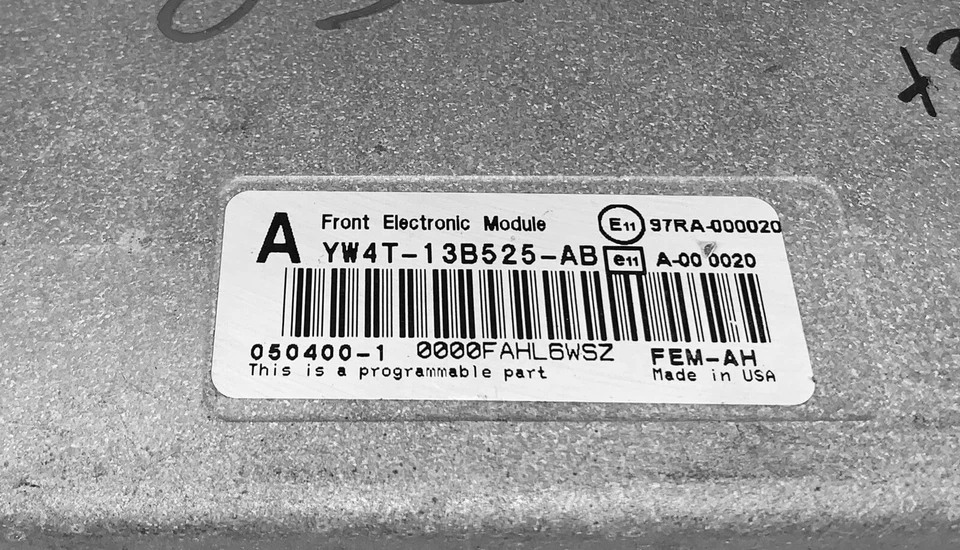 A Front Electronic Module E11 97RA-000020
YW4T-13B525-AB e11 A-00 0020
050400-1 0000FAHL6WSZ FEM-AH
This is a programmable part Made in USA